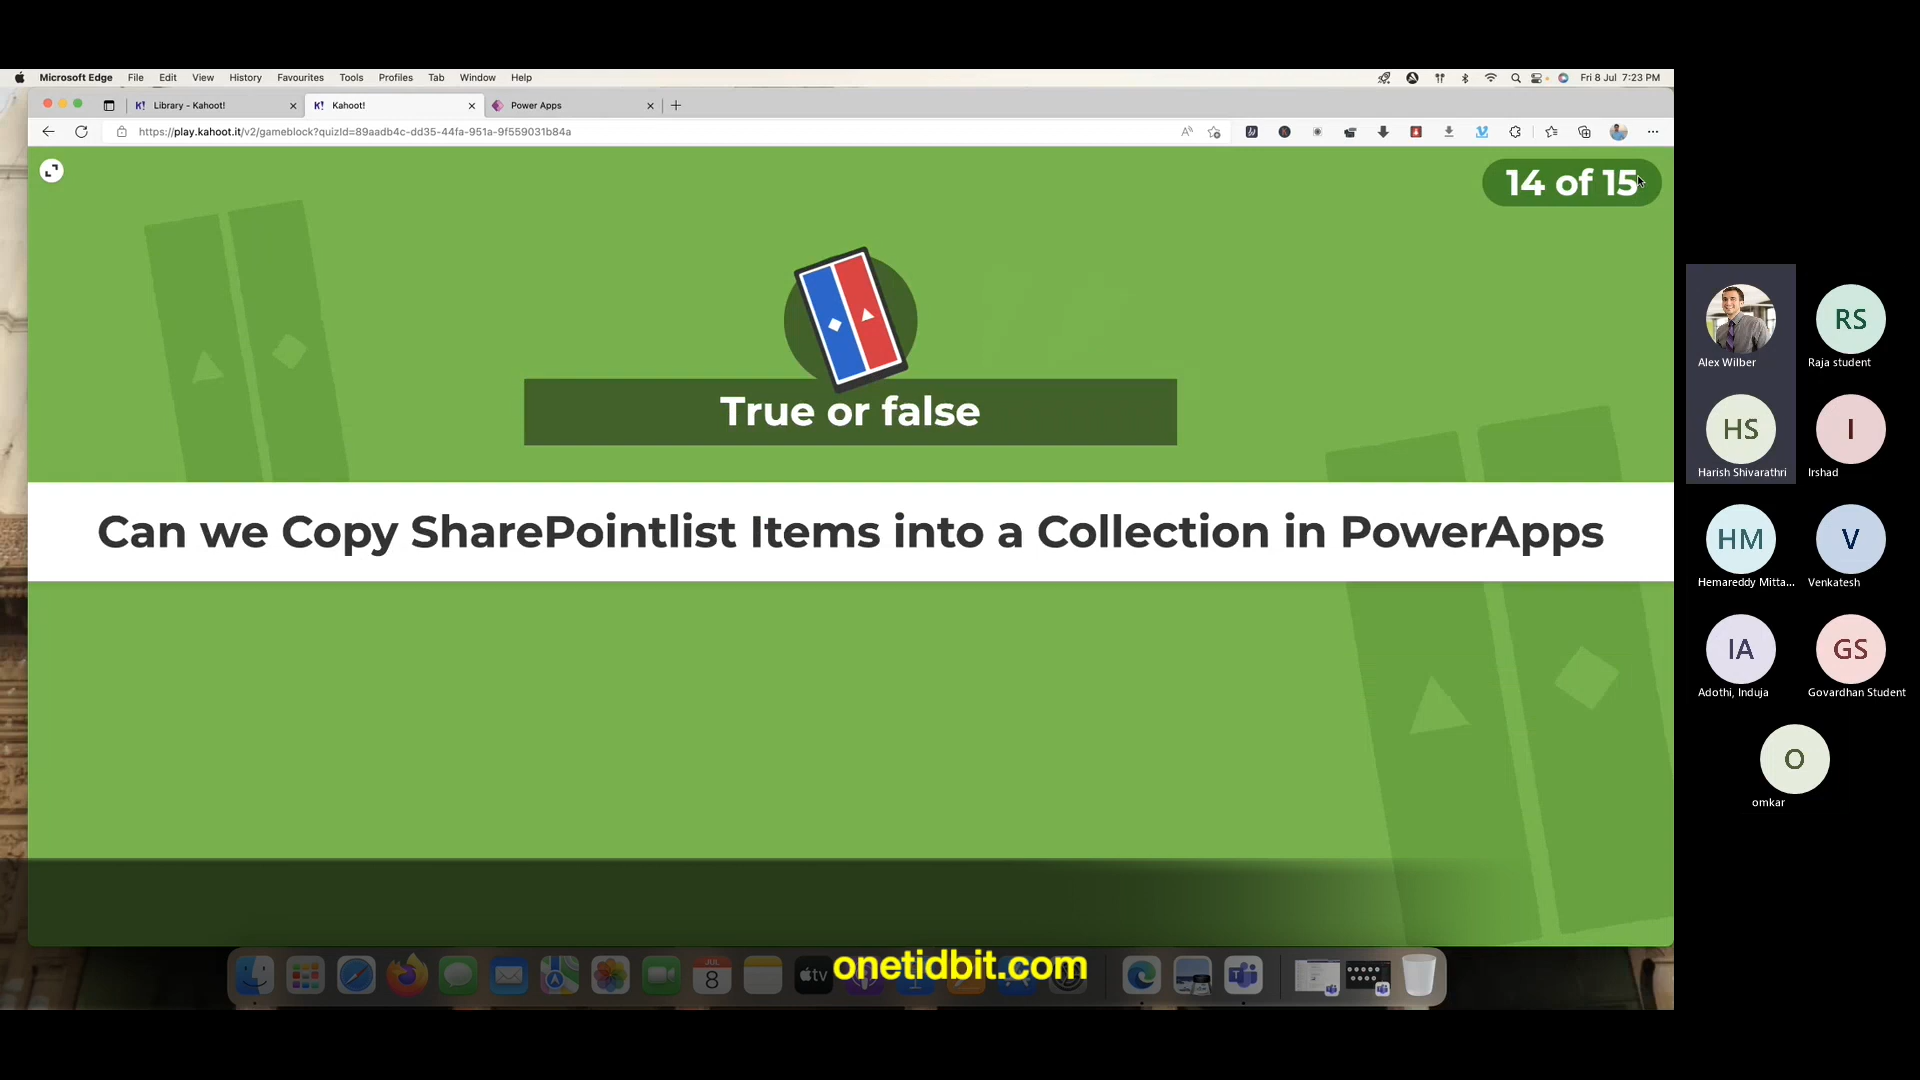 Microsoft Edge File Edit View History Favourites Tools Profiles Tab Window Help
Fri 8 Jul 7:23 PM
K! Library - Kahoot!
K! Kahoot!
Power Apps
https://play.kahoot.it/v2/gameblock?quizId=89aadb4c-dd35-44fa-951a-9f559031b84a
14 of 15
True or false
Can we Copy SharePointlist Items into a Collection in PowerApps
Alex Wilber
RS
Raja student
HS
Harish Shivarathri
I
Irshad
HM
Hemareddy Mitta...
V
Venkatesh
IA
Adothi, Induja
GS
Govardhan Student
O
omkar
JUL
8
tv
onetidbit.com